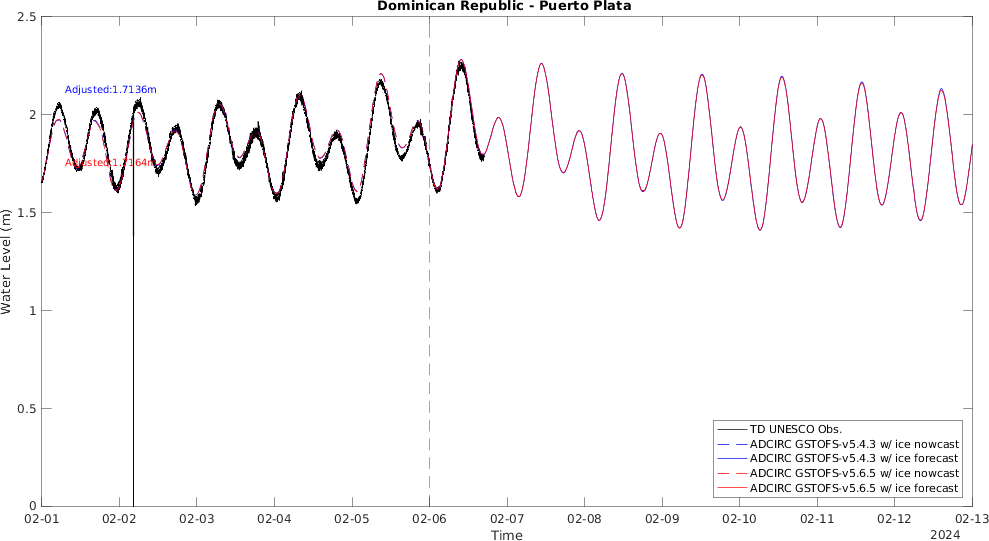 Dominican Republic - Puerto Plata
2.5
2
1.5
1
0.5
0
Water Level (m)
Adjusted:1.7136m
Adjusted:1.7164m
TD UNESCO Obs.
ADCIRC GSTOFS-v5.4.3 w/ ice nowcast
ADCIRC GSTOFS-v5.4.3 w/ ice forecast
ADCIRC GSTOFS-v5.6.5 w/ ice nowcast
ADCIRC GSTOFS-v5.6.5 w/ ice forecast
02-01 02-02 02-03 02-04 02-05 02-06 02-07 02-08 02-09 02-10 02-11 02-12 02-13
Time
2024